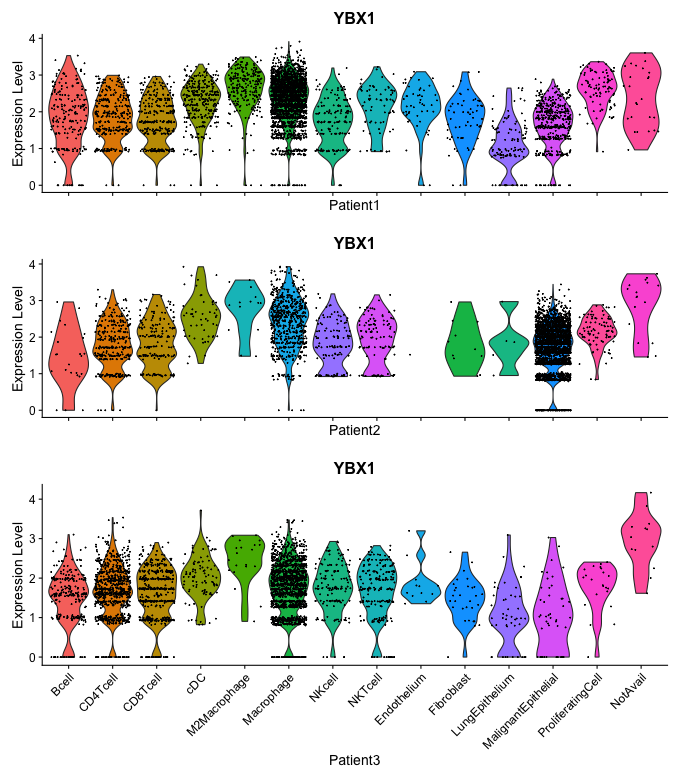 YBX1
Expression Level
4
3
2
1
0
Patient1
YBX1
Expression Level
4
3
2
1
0
Patient2
YBX1
Expression Level
4
3
2
1
0
Bcell
CD4Tcell
CD8Tcell
cDC
M2Macrophage
Macrophage
NKcell
NKTcell
Endothelium
Fibroblast
LungEpithelium
MalignantEpithelial
ProliferatingCell
NotAvail
Patient3